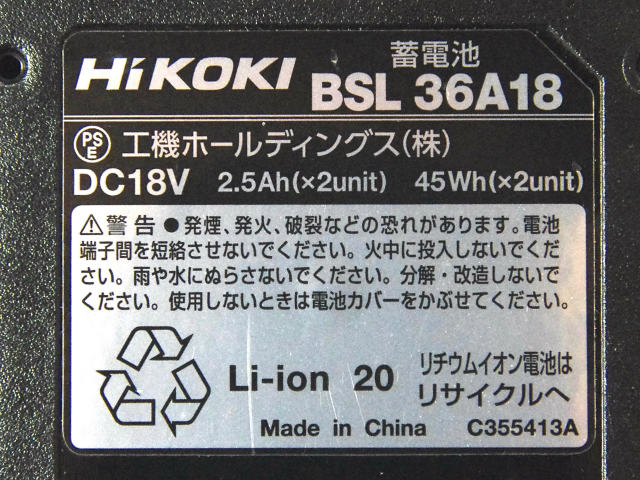 HiKOKI
蓄電池
BSL 36A18
PSE 工機ホールディングス(株)
DC18V 2.5Ah(×2unit) 45Wh(×2unit)
⚠警告 ●発煙、発火、破裂などの恐れがあります。電池
端子間を短絡させないでください。火中に投入しないでくだ
さい。雨や水にぬらさないでください。分解・改造しないで
ください。使用しないときは電池カバーをかぶせてください。
Li-ion 20
リチウムイオン電池は
リサイクルへ
Made in China C355413A